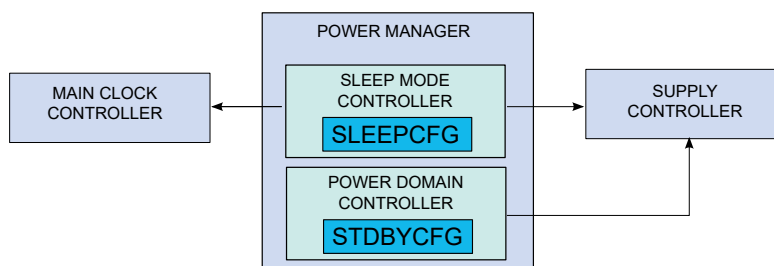 POWER MANAGER
MAIN CLOCK
CONTROLLER
SLEEP MODE
CONTROLLER
SLEEPCFG
SUPPLY
CONTROLLER
POWER DOMAIN
CONTROLLER
STDBYCFG